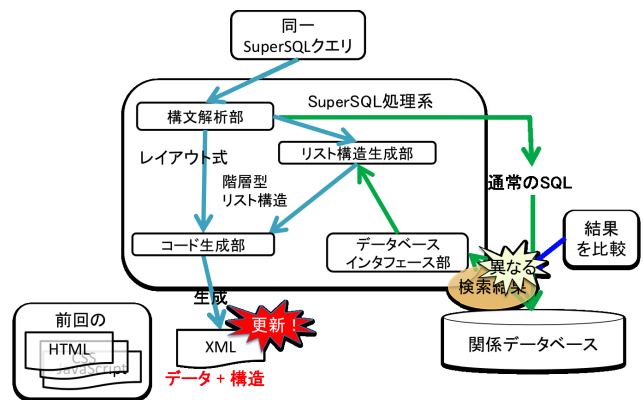 同一
SuperSQLクエリ
SuperSQL処理系
構文解析部
リスト構造生成部
レイアウト式
階層型
リスト構造
通常のSQL
コード生成部
データベース
インタフェース部
結果
を比較
異なる
検索結果
生成
前回の
HTML
CSS
JavaScript
XML
更新！
データ + 構造
関係データベース